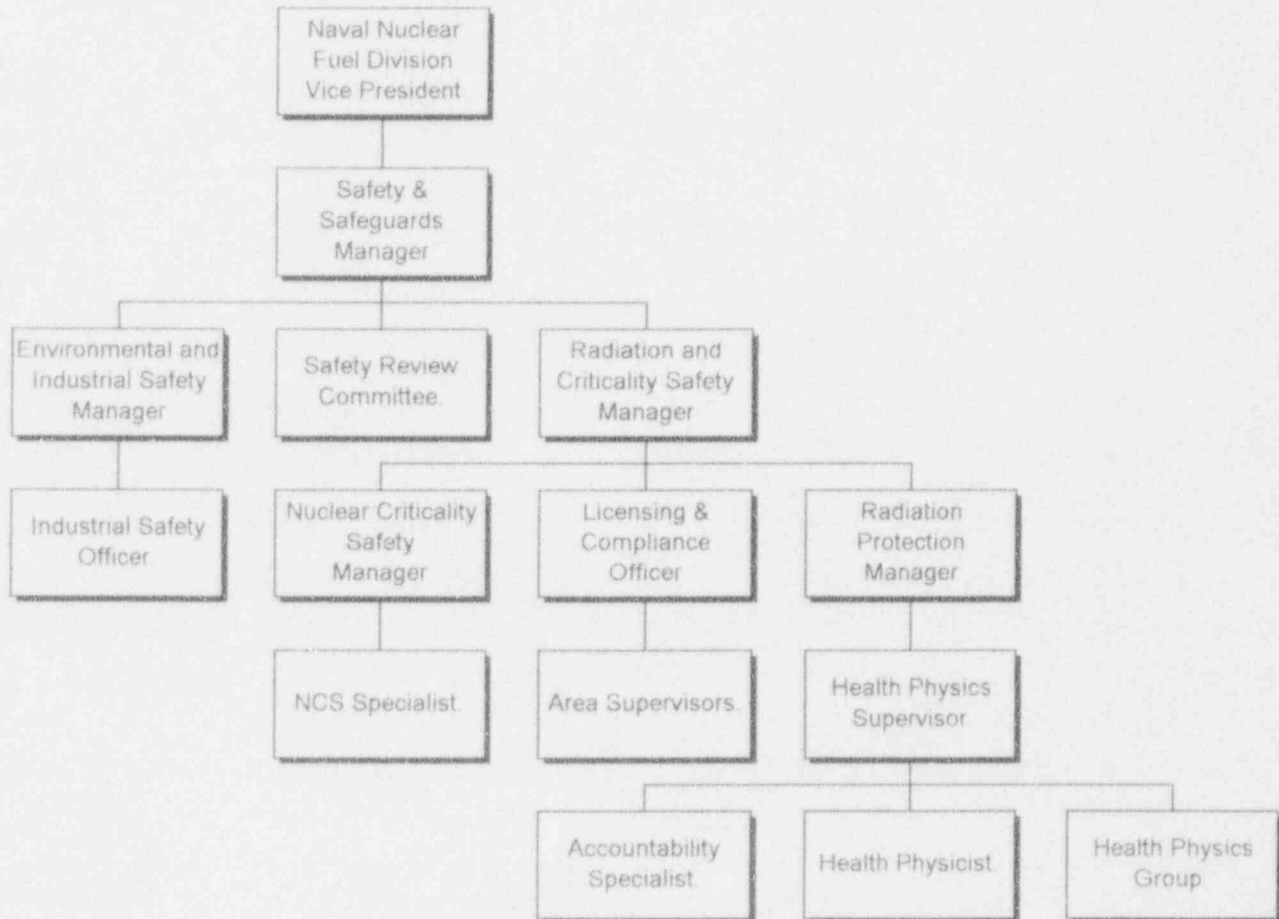 Naval Nuclear
Fuel Division
Vice President
Safety &
Safeguards
Manager
Environmental and
Industrial Safety
Manager
Safety Review
Committee.
Radiation and
Criticality Safety
Manager
Industrial Safety
Officer
Nuclear Criticality
Safety
Manager
Licensing &
Compliance
Officer
Radiation
Protection
Manager
NCS Specialist
Area Supervisors.
Health Physics
Supervisor
Accountability
Specialist
Health Physicist
Health Physics
Group